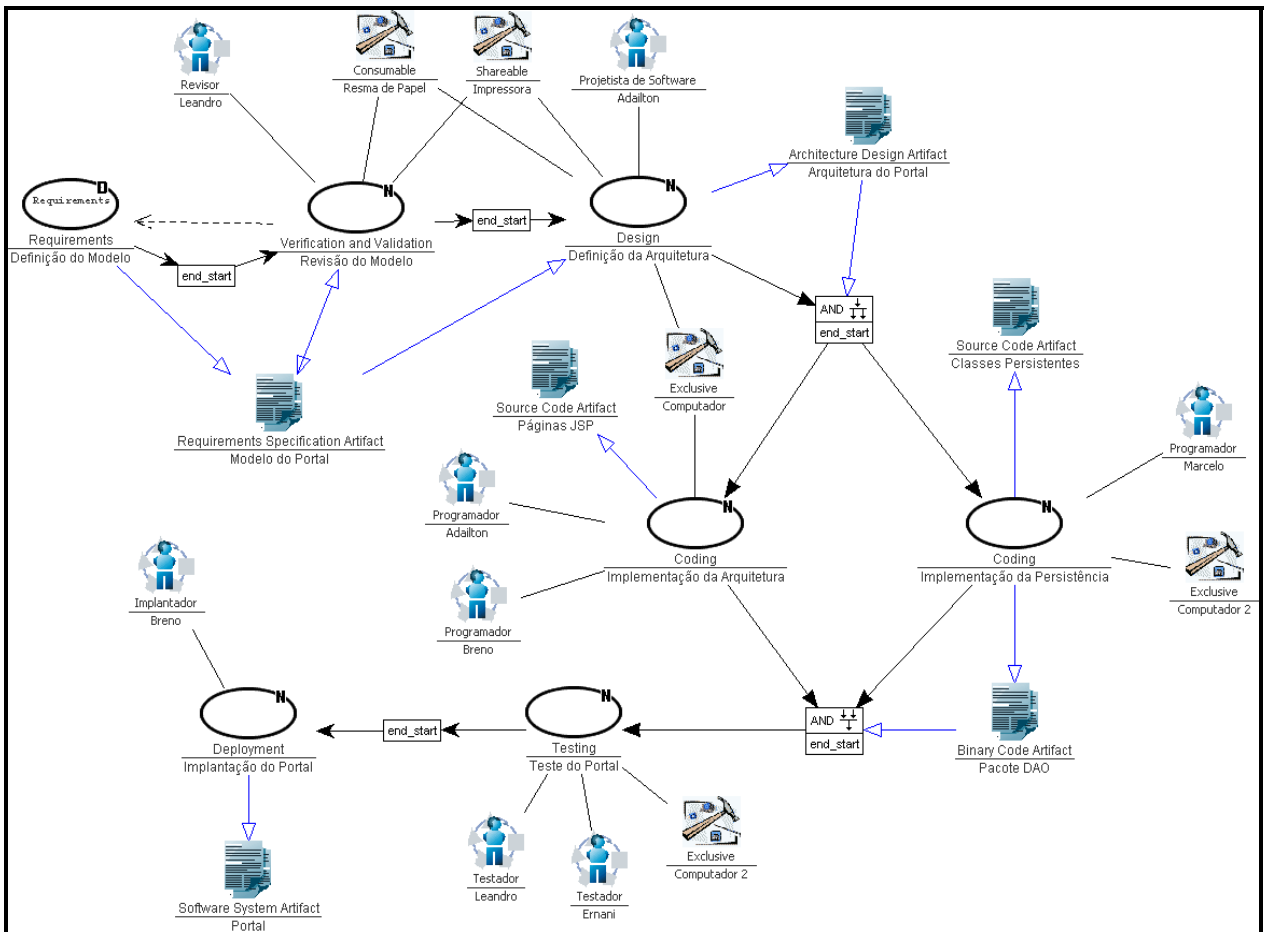 Revisor
Leandro
Consumable
Resma de Papel
Shareable
Impressora
Projetista de Software
Adailton
Architecture Design Artifact
Arquitetura do Portal
D
Requirements
Requirements
Definição do Modelo
end_start
N
Verification and Validation
Revisão do Modelo
end_start
N
Design
Definição da Arquitetura
AND
end_start
Source Code Artifact
Classes Persistentes
Exclusive
Computador
Source Code Artifact
Páginas JSP
Requirements Specification Artifact
Modelo do Portal
Programador
Marcelo
Programador
Adailton
N
Coding
Implementação da Arquitetura
N
Coding
Implementação da Persistência
Exclusive
Computador 2
Implantador
Breno
Programador
Breno
N
Deployment
Implantação do Portal
end_start
N
Testing
Teste do Portal
AND
end_start
Binary Code Artifact
Pacote DAO
Testador
Leandro
Testador
Ernani
Exclusive
Computador 2
Software System Artifact
Portal